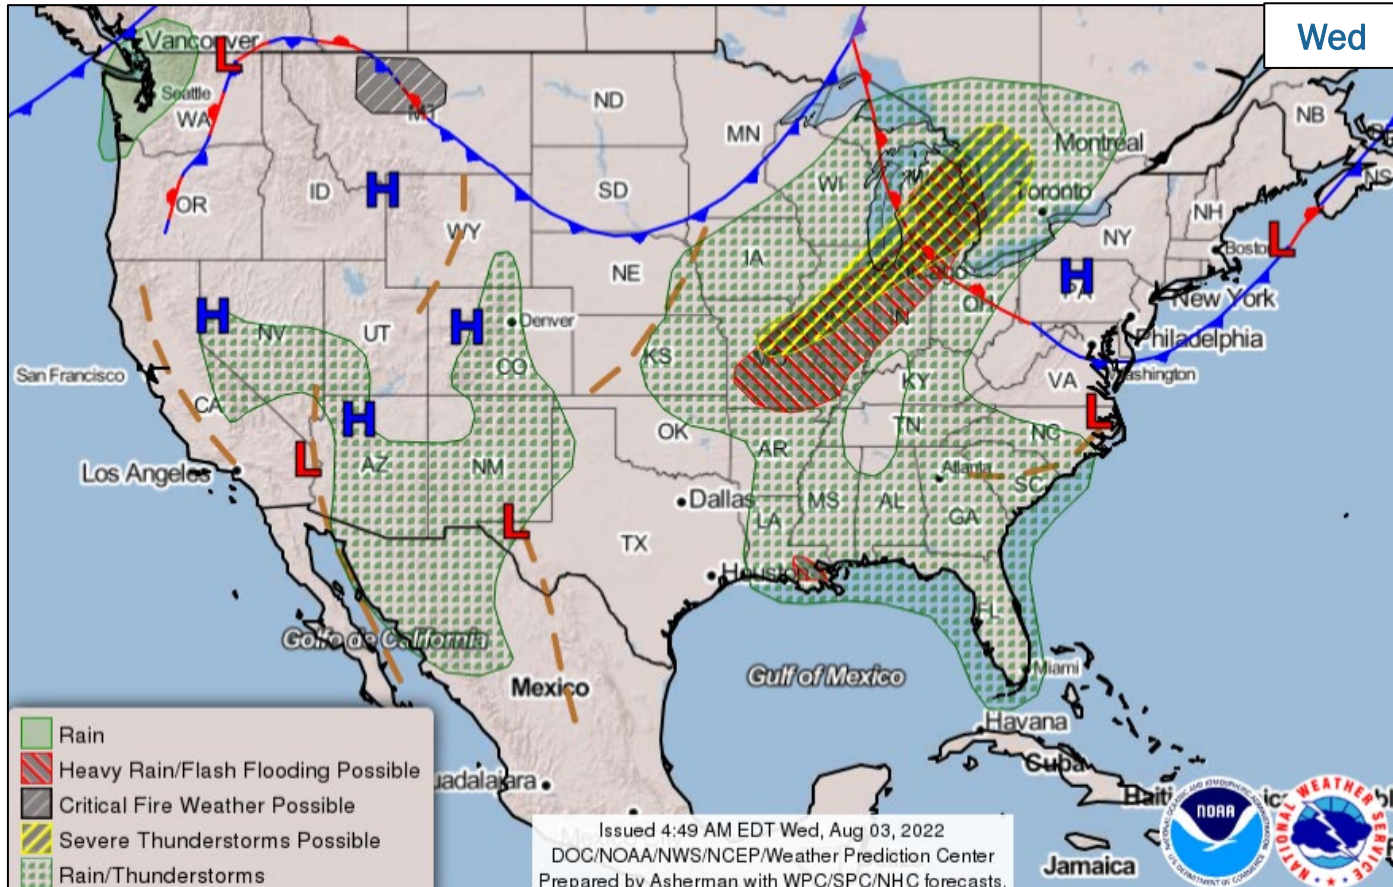 Wed
Vancouver
L
Seattle
WA
MT
ND
MN
Montreal
NB
NS
OR
ID
H
SD
WI
Toronto
NH
WY
NY
L
Boston
IA
H
PA
NE
H
NV
UT
H
Denver
OH
New York
IN
Philadelphia
San Francisco
KS
CO
KY
VA
Washington
CA
H
OK
TN
NC
L
Los Angeles
L
AZ
NM
AR
Atlanta
SC
Dallas
MS
AL
GA
L
LA
TX
Houston
FL
Golfo de California
Gulf of Mexico
Miami
Mexico
Havana
Cuba
Jamaica
Rain
Heavy Rain/Flash Flooding Possible
Critical Fire Weather Possible
Severe Thunderstorms Possible
Rain/Thunderstorms
Issued 4:49 AM EDT Wed, Aug 03, 2022
DOC/NOAA/NWS/NCEP/Weather Prediction Center
Prepared by Asherman with WPC/SPC/NHC forecasts.
NOAA
NATIONAL WEATHER SERVICE